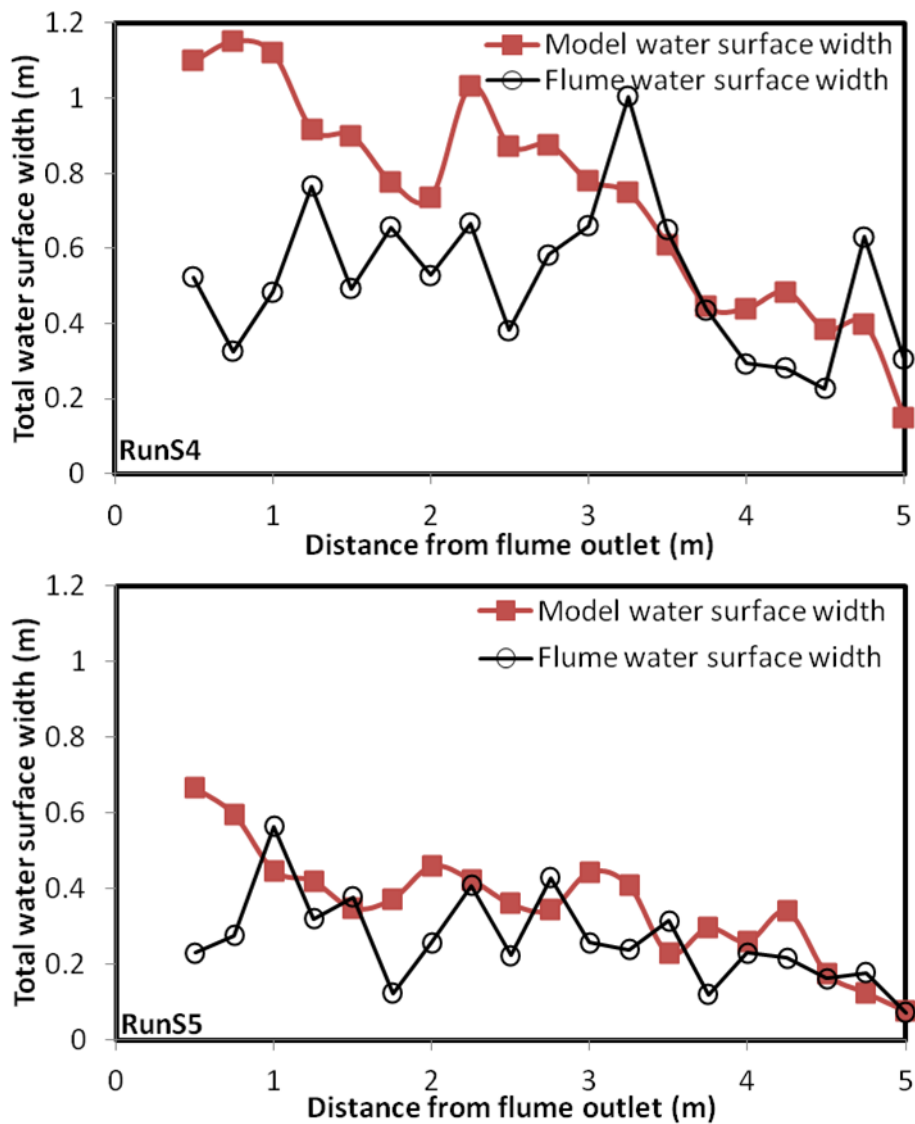 Total water surface width (m)
1.2
1
0.8
0.6
0.4
0.2
0
Model water surface width
Flume water surface width
RunS4
0 1 2 3 4 5
Distance from flume outlet (m)
Total water surface width (m)
1.2
1
0.8
0.6
0.4
0.2
0
Model water surface width
Flume water surface width
RunS5
0 1 2 3 4 5
Distance from flume outlet (m)